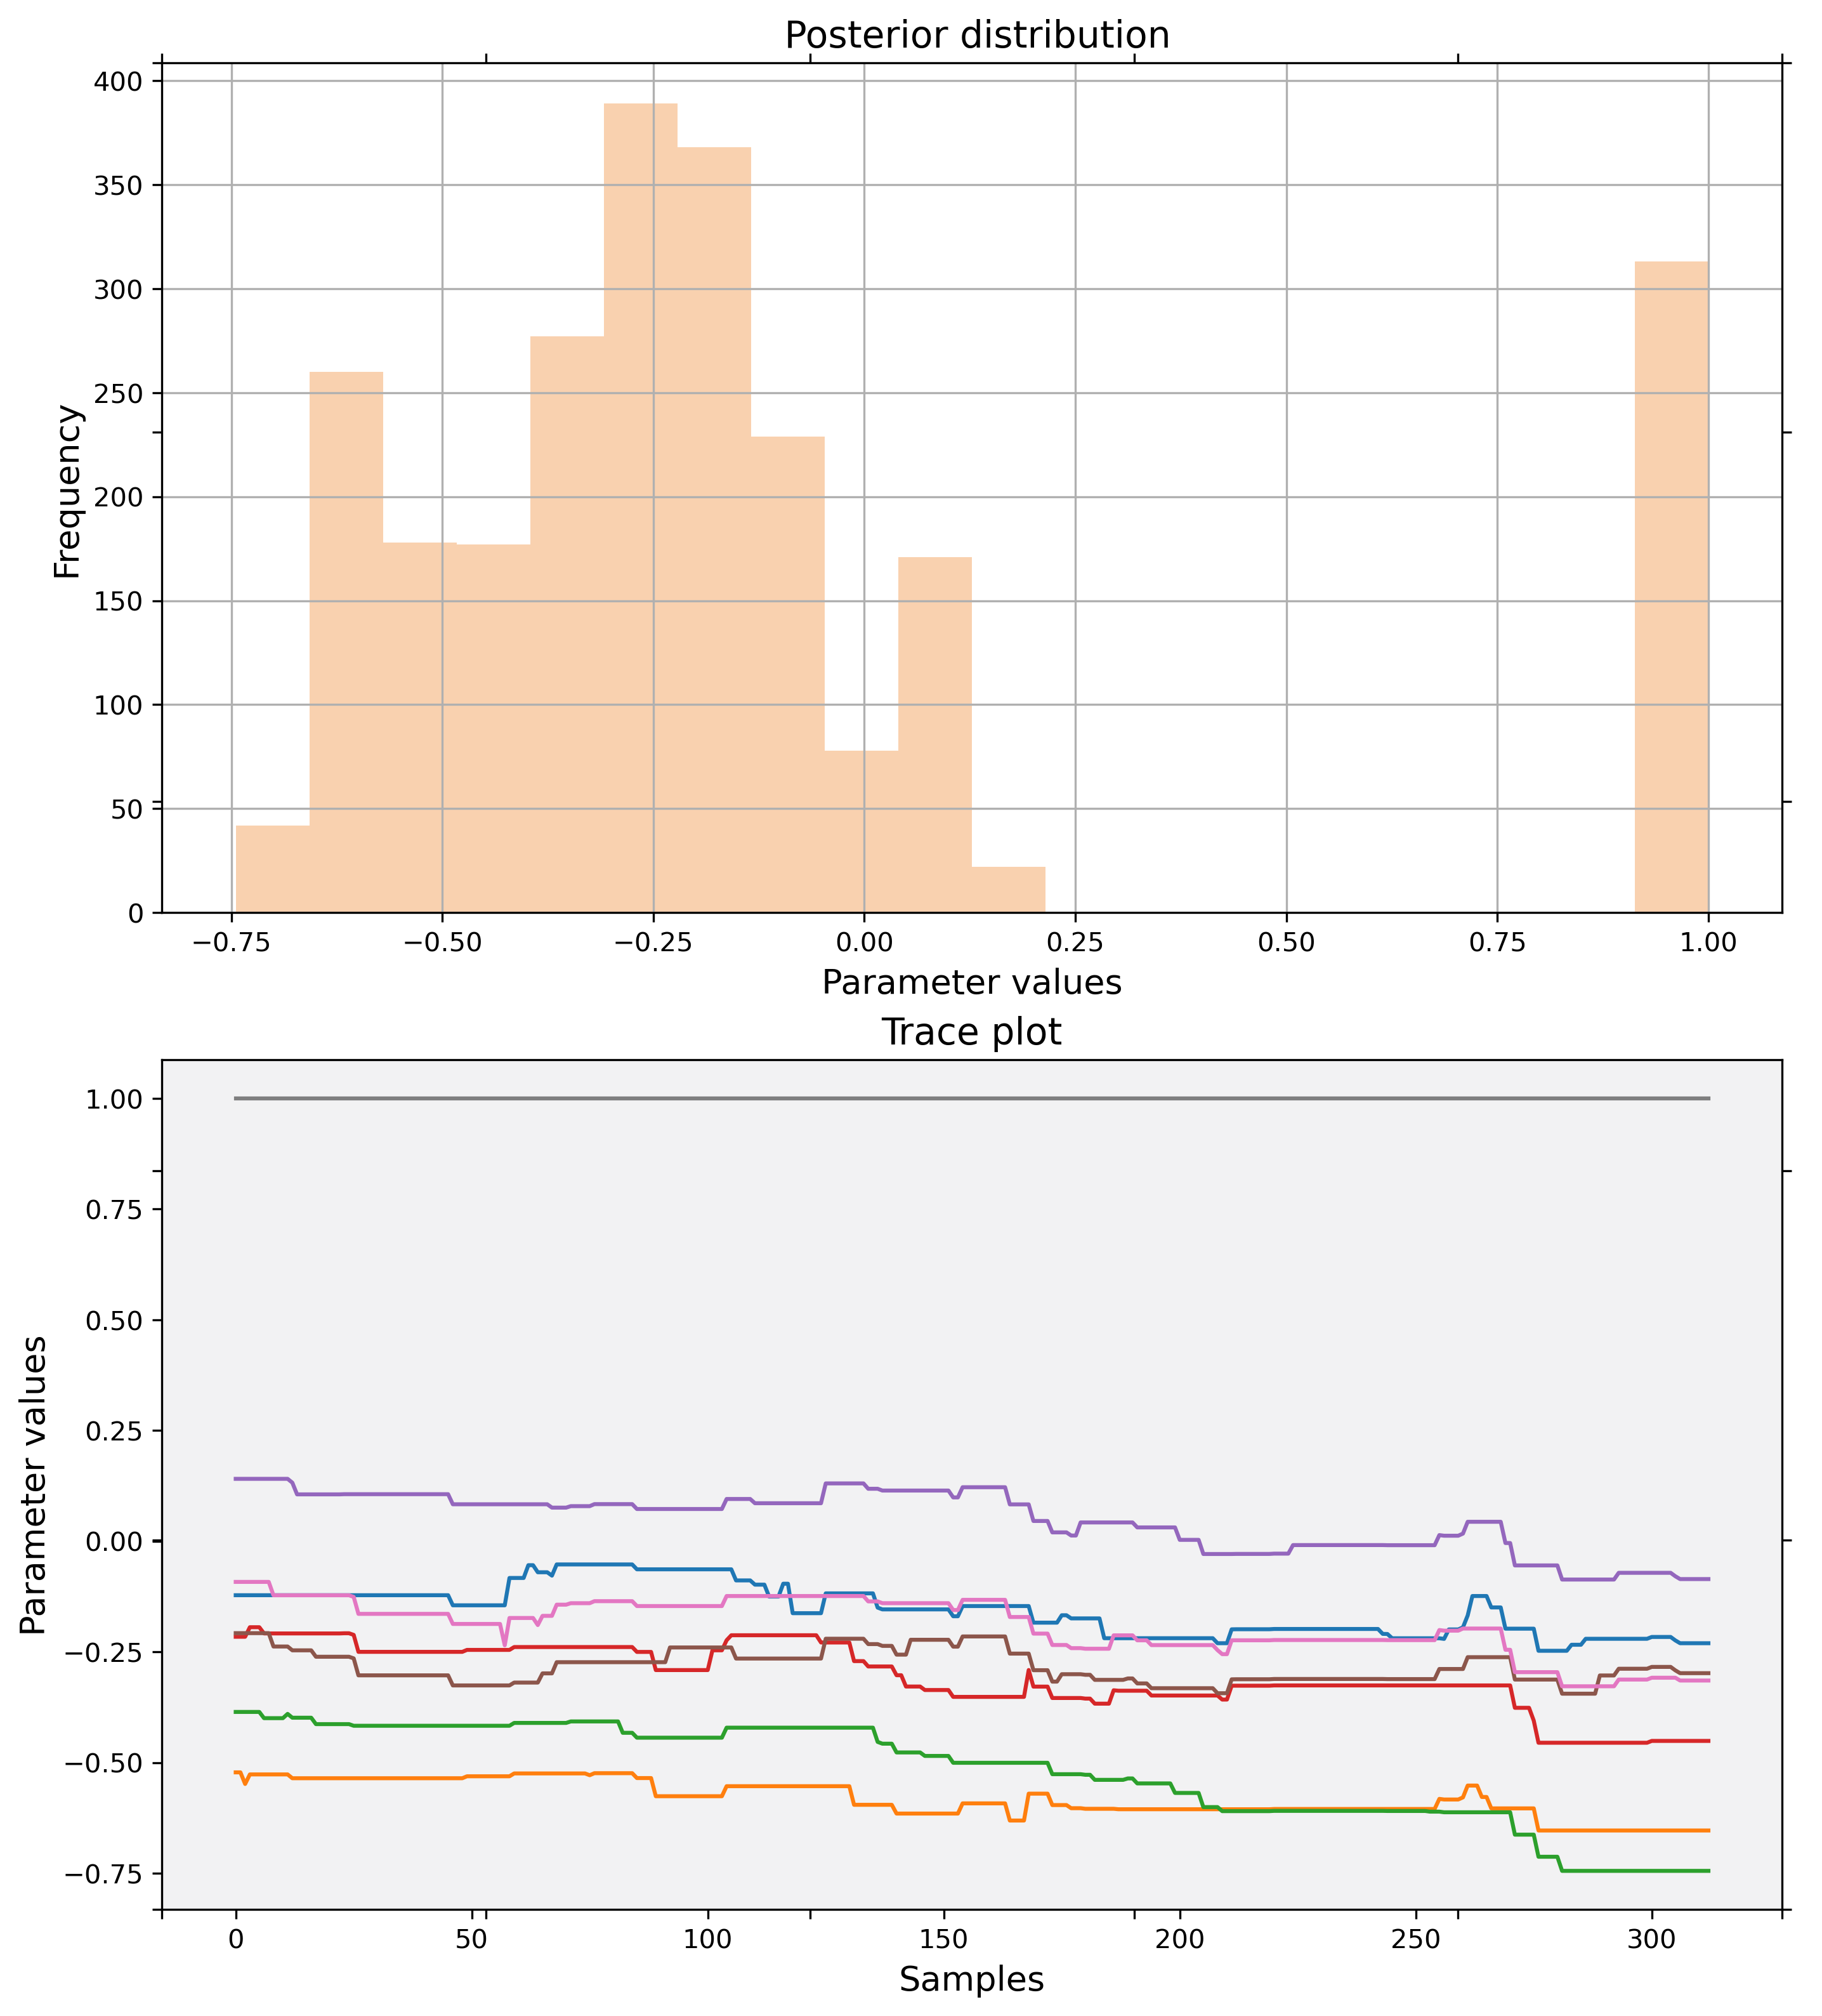 Posterior distribution
400
350
300
250
200
150
100
50
0
Frequency
−0.75 −0.50 −0.25 0.00 0.25 0.50 0.75 1.00
Parameter values
Trace plot
1.00
0.75
0.50
0.25
0.00
−0.25
−0.50
−0.75
Parameter values
0 50 100 150 200 250 300
Samples